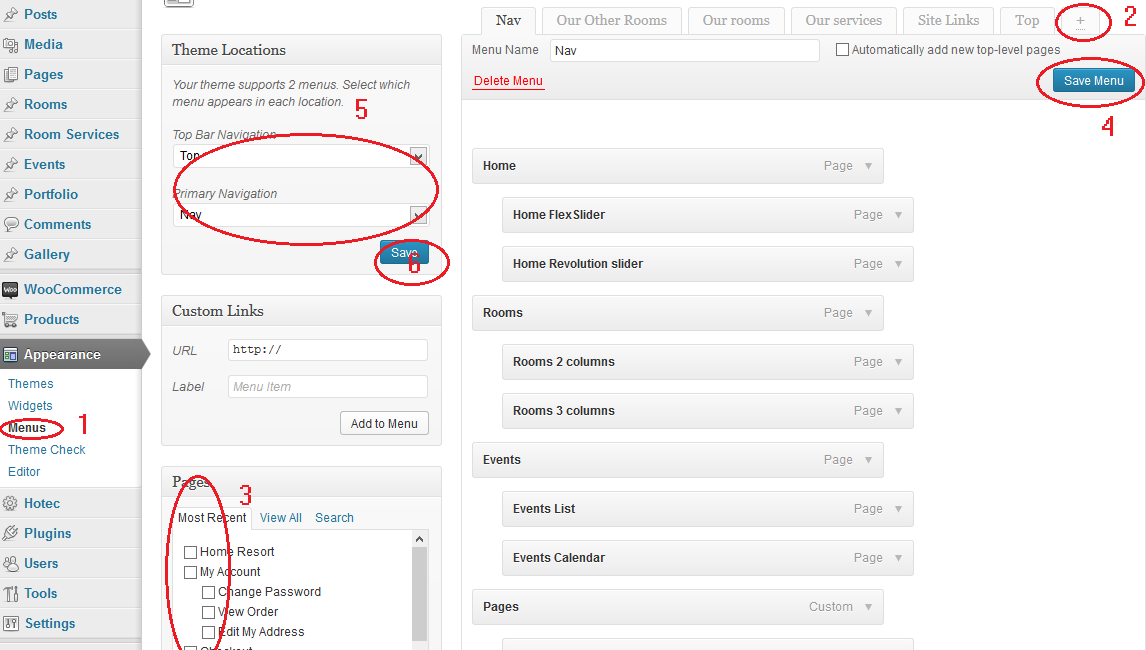 Posts
Media
Pages
Rooms
Room Services
Events
Portfolio
Comments
Gallery
WooCommerce
Products
Appearance
Themes
Widgets
Menus
1
Theme Check
Editor
Hotec
Plugins
Users
Tools
Settings
Theme Locations
Your theme supports 2 menus. Select which
menu appears in each location.
5
Top Bar Navigation
Top
Primary Navigation
Nav
Save
6
Custom Links
URL
http://
Label
Menu Item
Add to Menu
Pages
3
Most Recent View All Search
Home Resort
My Account
Change Password
View Order
Edit My Address
Checkout
Nav Our Other Rooms Our rooms Our services Site Links Top + 2
Menu Name Nav Automatically add new top-level pages
Delete Menu Save Menu
4
Home Page
Home FlexSlider Page
Home Revolution slider Page
Rooms Page
Rooms 2 columns Page
Rooms 3 columns Page
Events Page
Events List Page
Events Calendar Page
Pages Custom